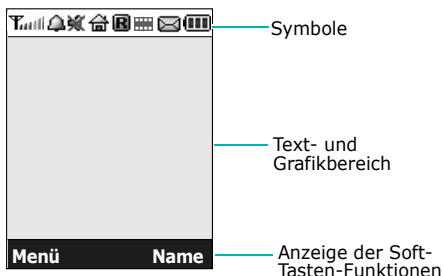 R
Symbole
Text- und
Grafikbereich
Menü Name
Anzeige der Soft-
Tasten-Funktionen